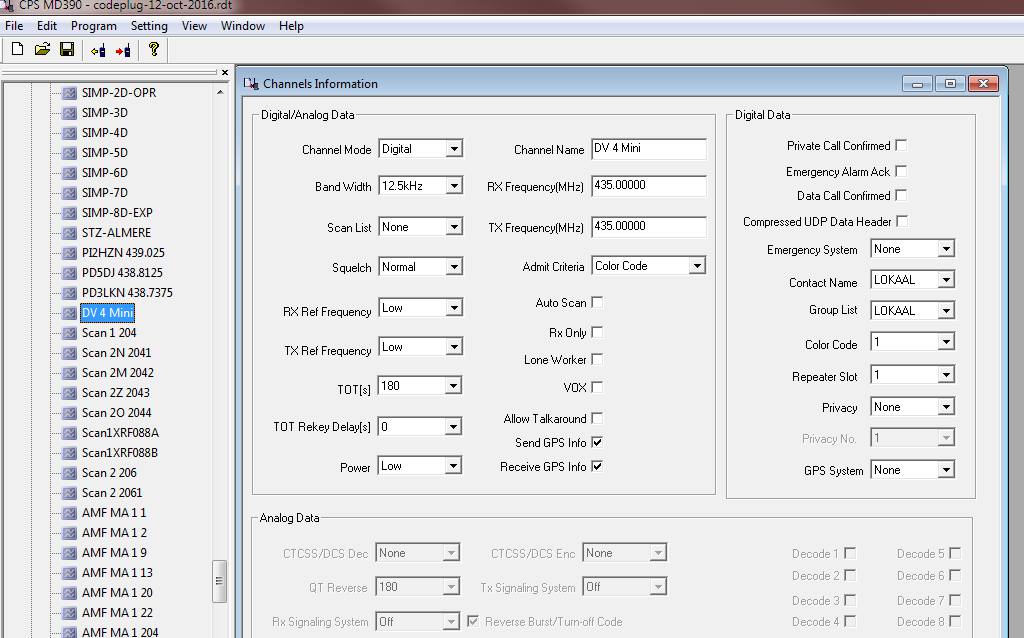 CPS MD390 - codeplug-12-oct-2016.rdt
File Edit Program Setting View Window Help
SIMP-2D-OPR
SIMP-3D
SIMP-4D
SIMP-5D
SIMP-6D
SIMP-7D
SIMP-8D-EXP
STZ-ALMERE
PI2HZN 439.025
PD5DJ 438.8125
PD3LKN 438.7375
DV 4 Mini
Scan 1 204
Scan 2N 2041
Scan 2M 2042
Scan 2Z 2043
Scan 2O 2044
Scan1XRF088A
Scan1XRF088B
Scan 2 206
Scan 2 2061
AMF MA 1 1
AMF MA 1 2
AMF MA 1 9
AMF MA 1 13
AMF MA 1 20
AMF MA 1 22
AMF MA 1 204
Channels Information
Digital/Analog Data
Channel Mode Digital
Band Width 12.5kHz
Scan List None
Squelch Normal
RX Ref Frequency Low
TX Ref Frequency Low
TOT[s] 180
TOT Rekey Delay[s] 0
Power Low
Channel Name DV 4 Mini
RX Frequency(MHz) 435.00000
TX Frequency(MHz) 435.00000
Admit Criteria Color Code
Auto Scan
Rx Only
Lone Worker
VOX
Allow Talkaround
Send GPS Info
Receive GPS Info
Digital Data
Private Call Confirmed
Emergency Alarm Ack
Data Call Confirmed
Compressed UDP Data Header
Emergency System None
Contact Name LOKAAL
Group List LOKAAL
Color Code 1
Repeater Slot 1
Privacy None
Privacy No. 1
GPS System None
Analog Data
CTCSS/DCS Dec None
CTCSS/DCS Enc None
QT Reverse 180
Tx Signaling System Off
Rx Signaling System Off
Reverse Burst/Turn-off Code
Decode 1
Decode 2
Decode 3
Decode 4
Decode 5
Decode 6
Decode 7
Decode 8